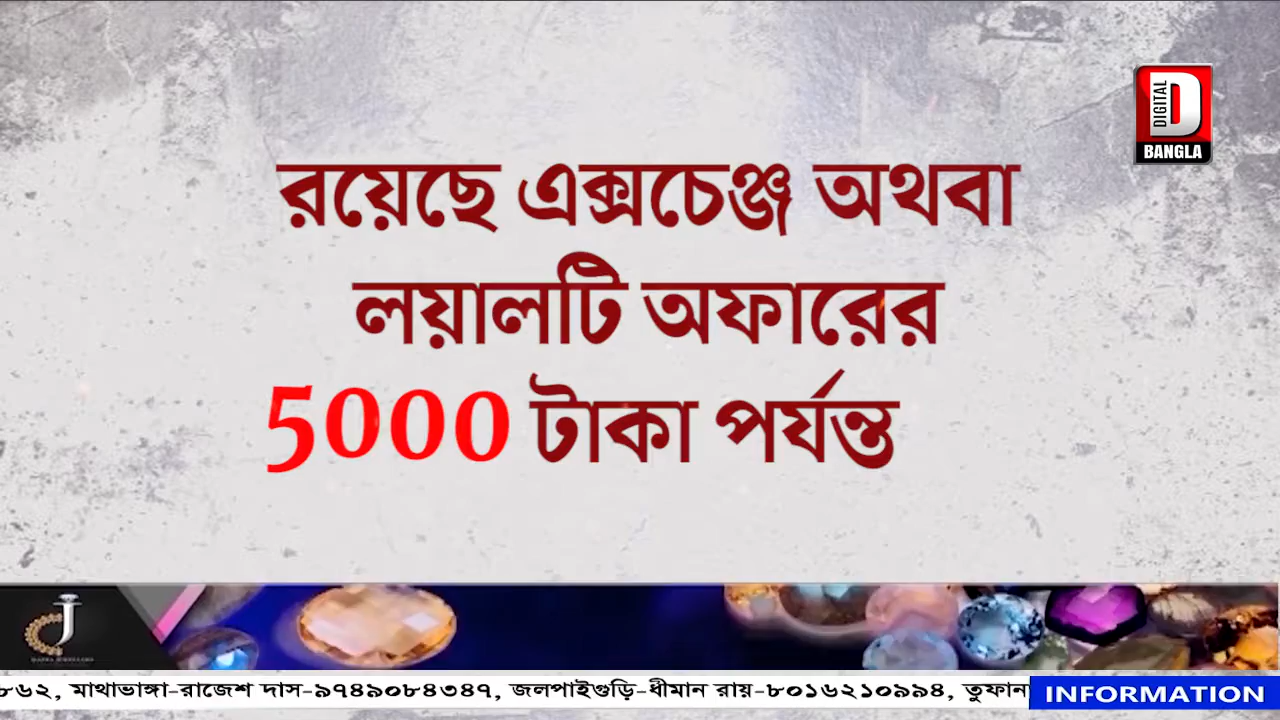 DIGITAL
BANGLA
রয়েছে এক্সচেঞ্জ অথবা
লয়ালটি অফারের
5000 টাকা পর্যন্ত
৮৬২, মাথাভাঙ্গা-রাজেশ দাস-৯৭৪৯০৮৪৩৪৭, জলপাইগুড়ি-ধীমান রায়-৮০১৬২১০৯৯৪,
INFORMATION